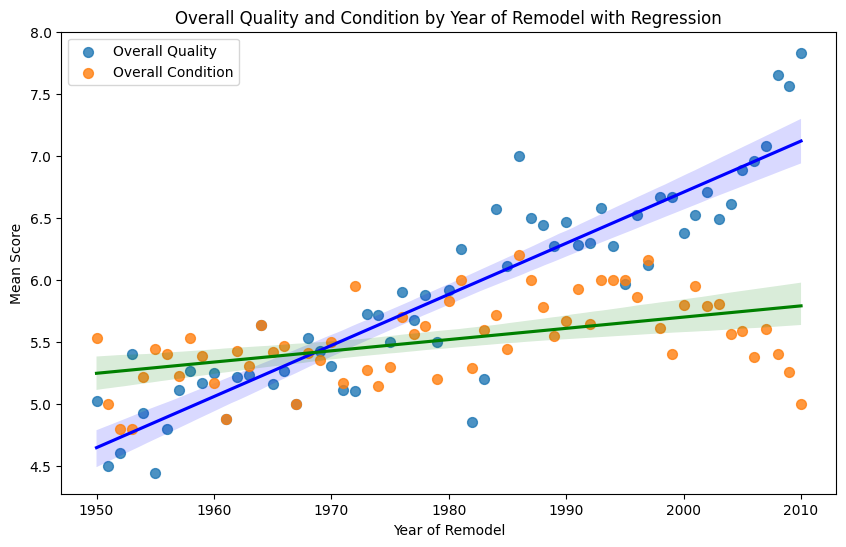 Overall Quality and Condition by Year of Remodel with Regression
Overall Quality
Overall Condition
8.0
7.5
7.0
6.5
6.0
5.5
5.0
4.5
Mean Score
1950 1960 1970 1980 1990 2000 2010
Year of Remodel